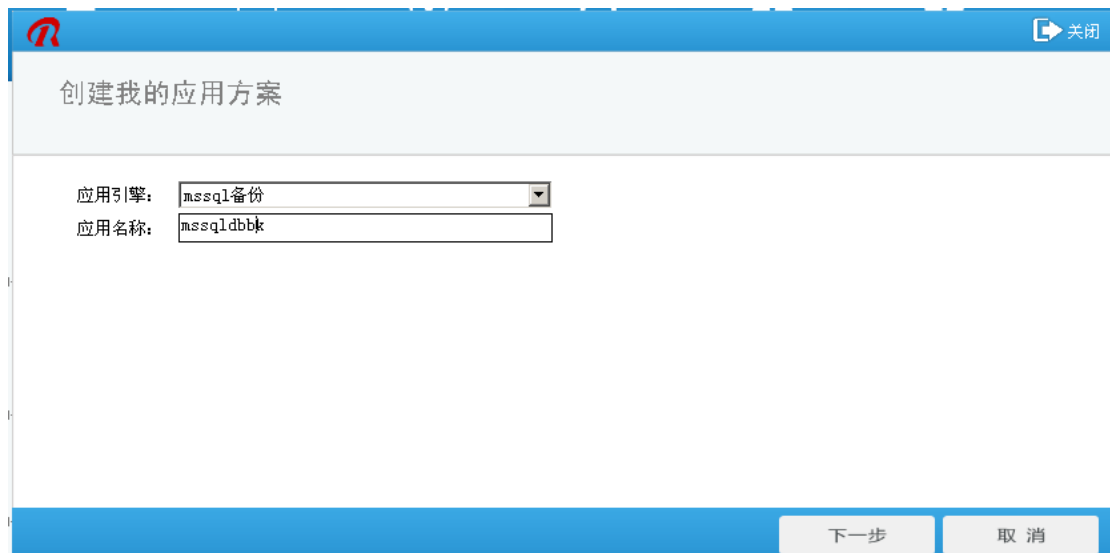 关闭
创建我的应用方案
应用引擎： mssql备份
应用名称： mssqldbbk
下一步 取 消